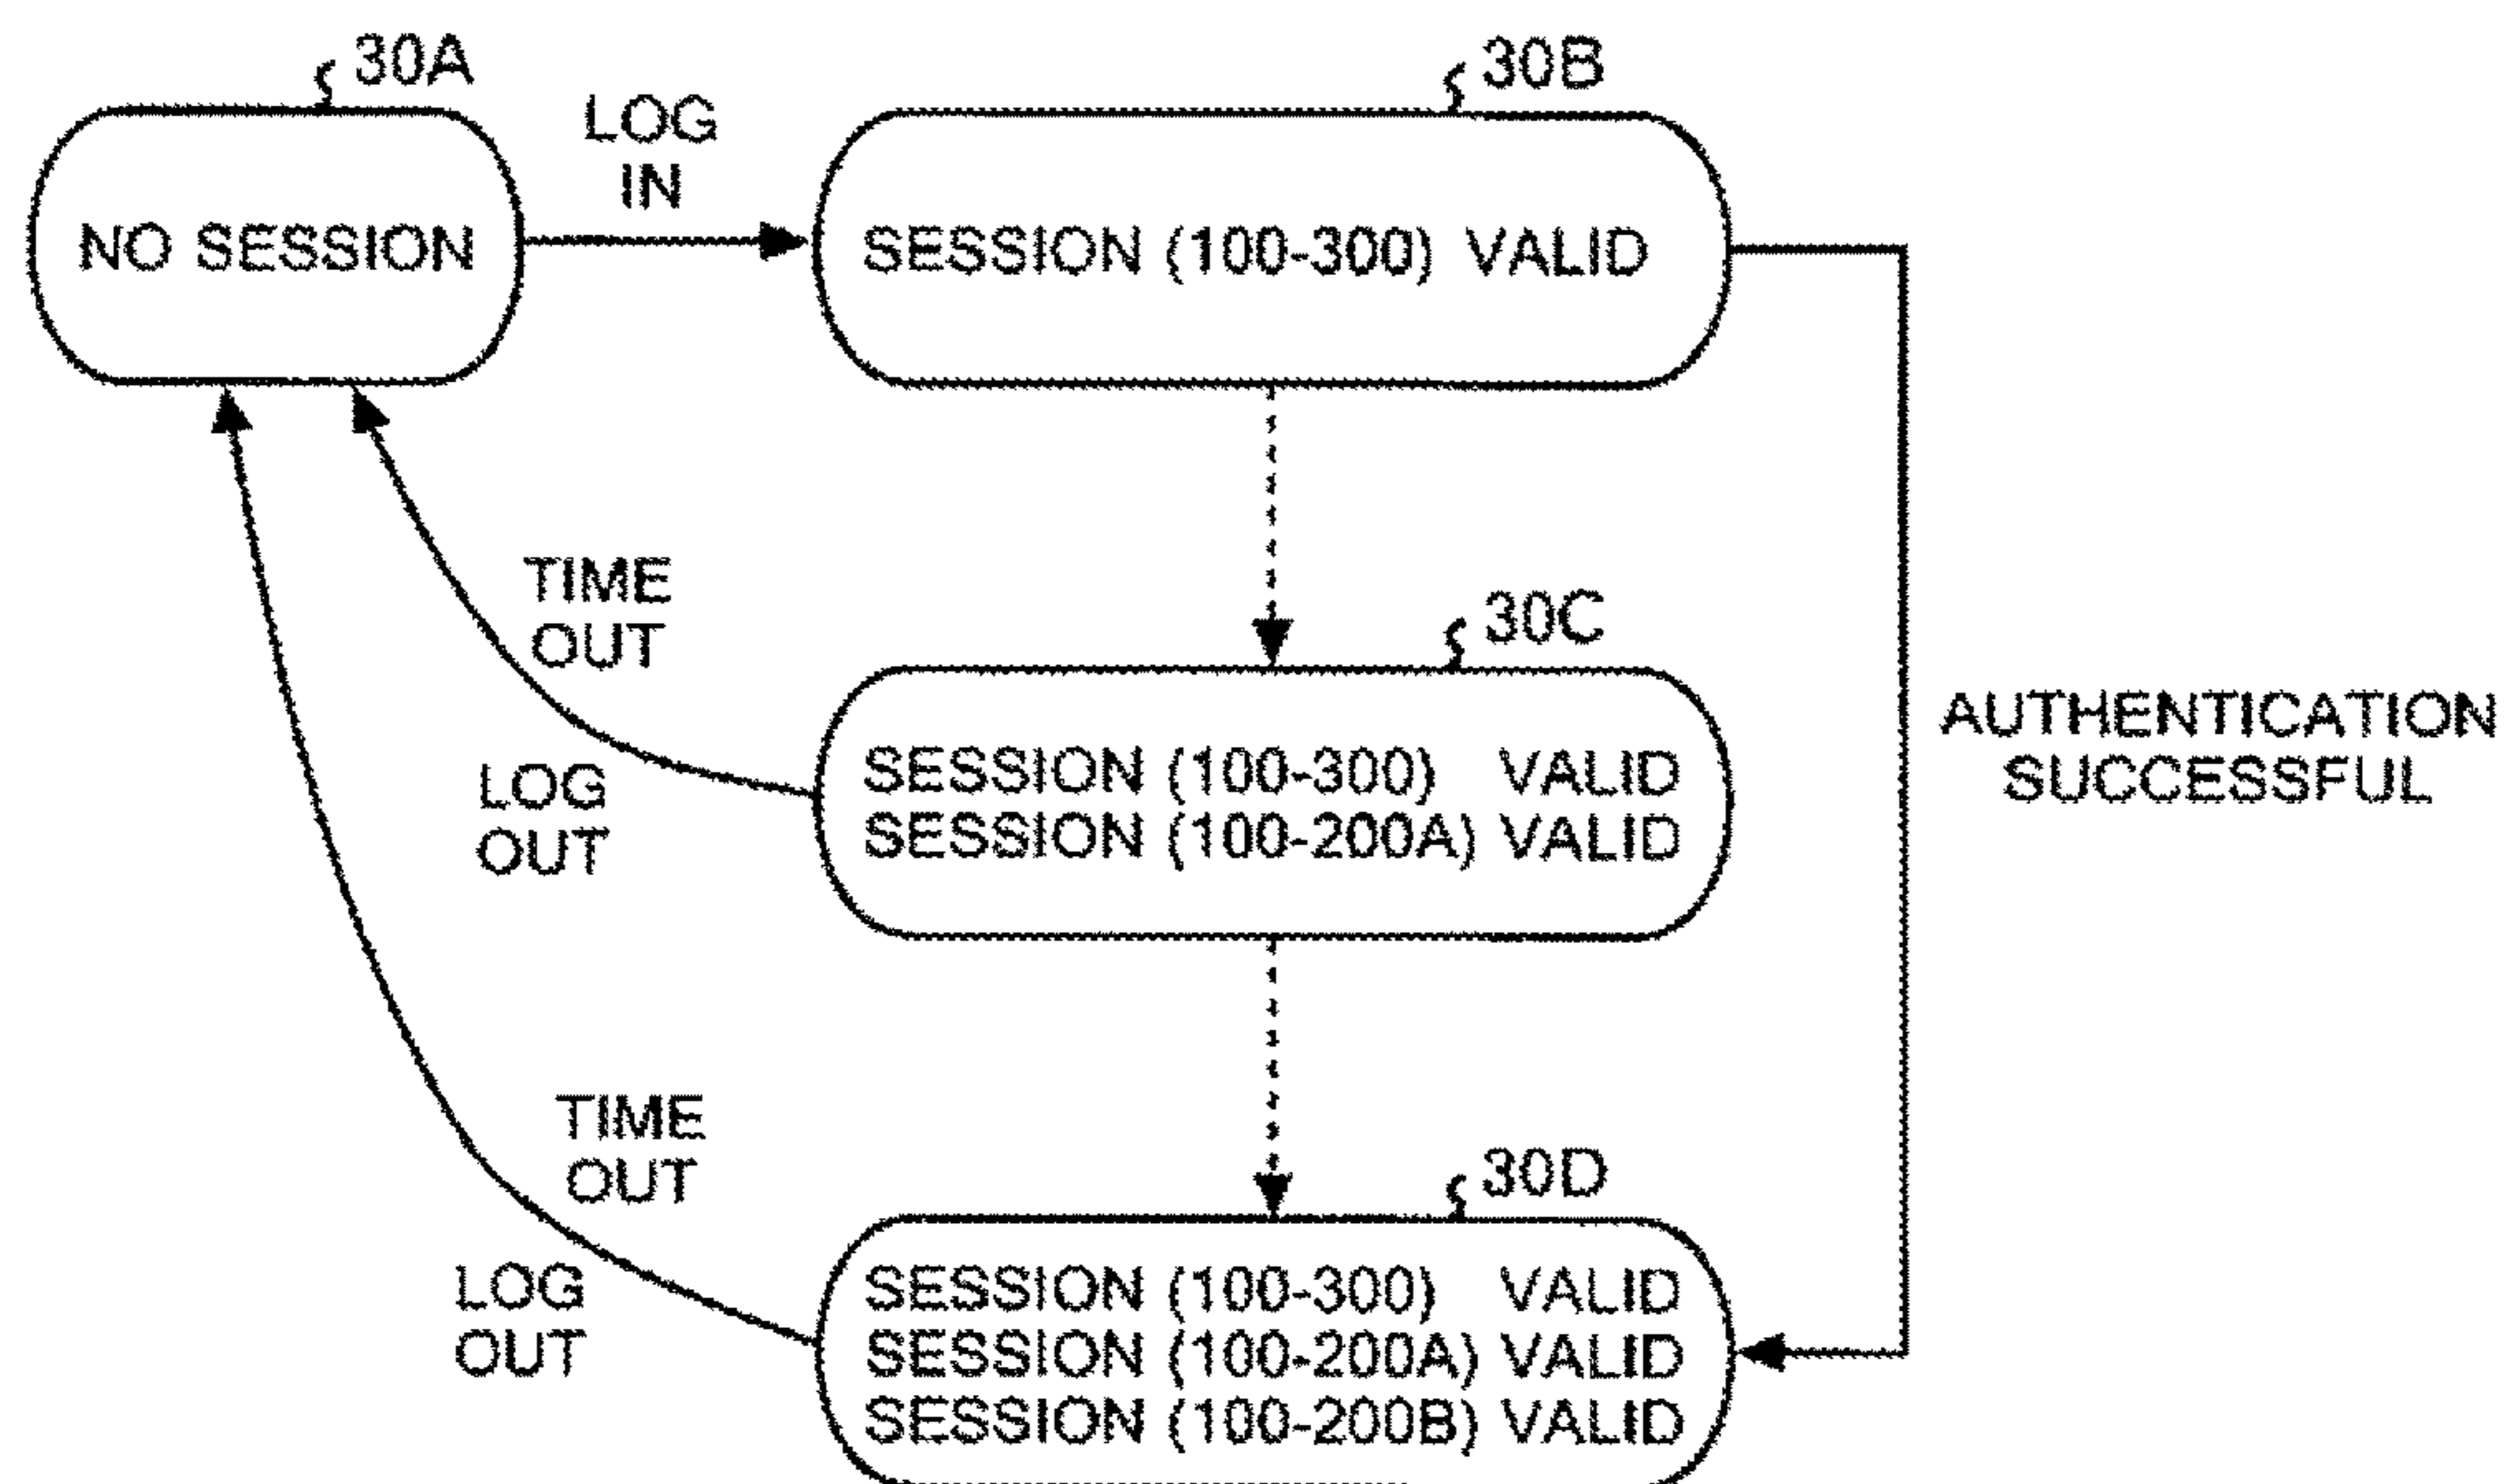 30A
30B
LOG
IN
NO SESSION
SESSION (100-300) VALID
TIME
OUT
30C
LOG
OUT
SESSION (100-300) VALID
SESSION (100-200A) VALID
AUTHENTICATION
SUCCESSFUL
TIME
OUT
30D
LOG
OUT
SESSION (100-300) VALID
SESSION (100-200A) VALID
SESSION (100-200B) VALID